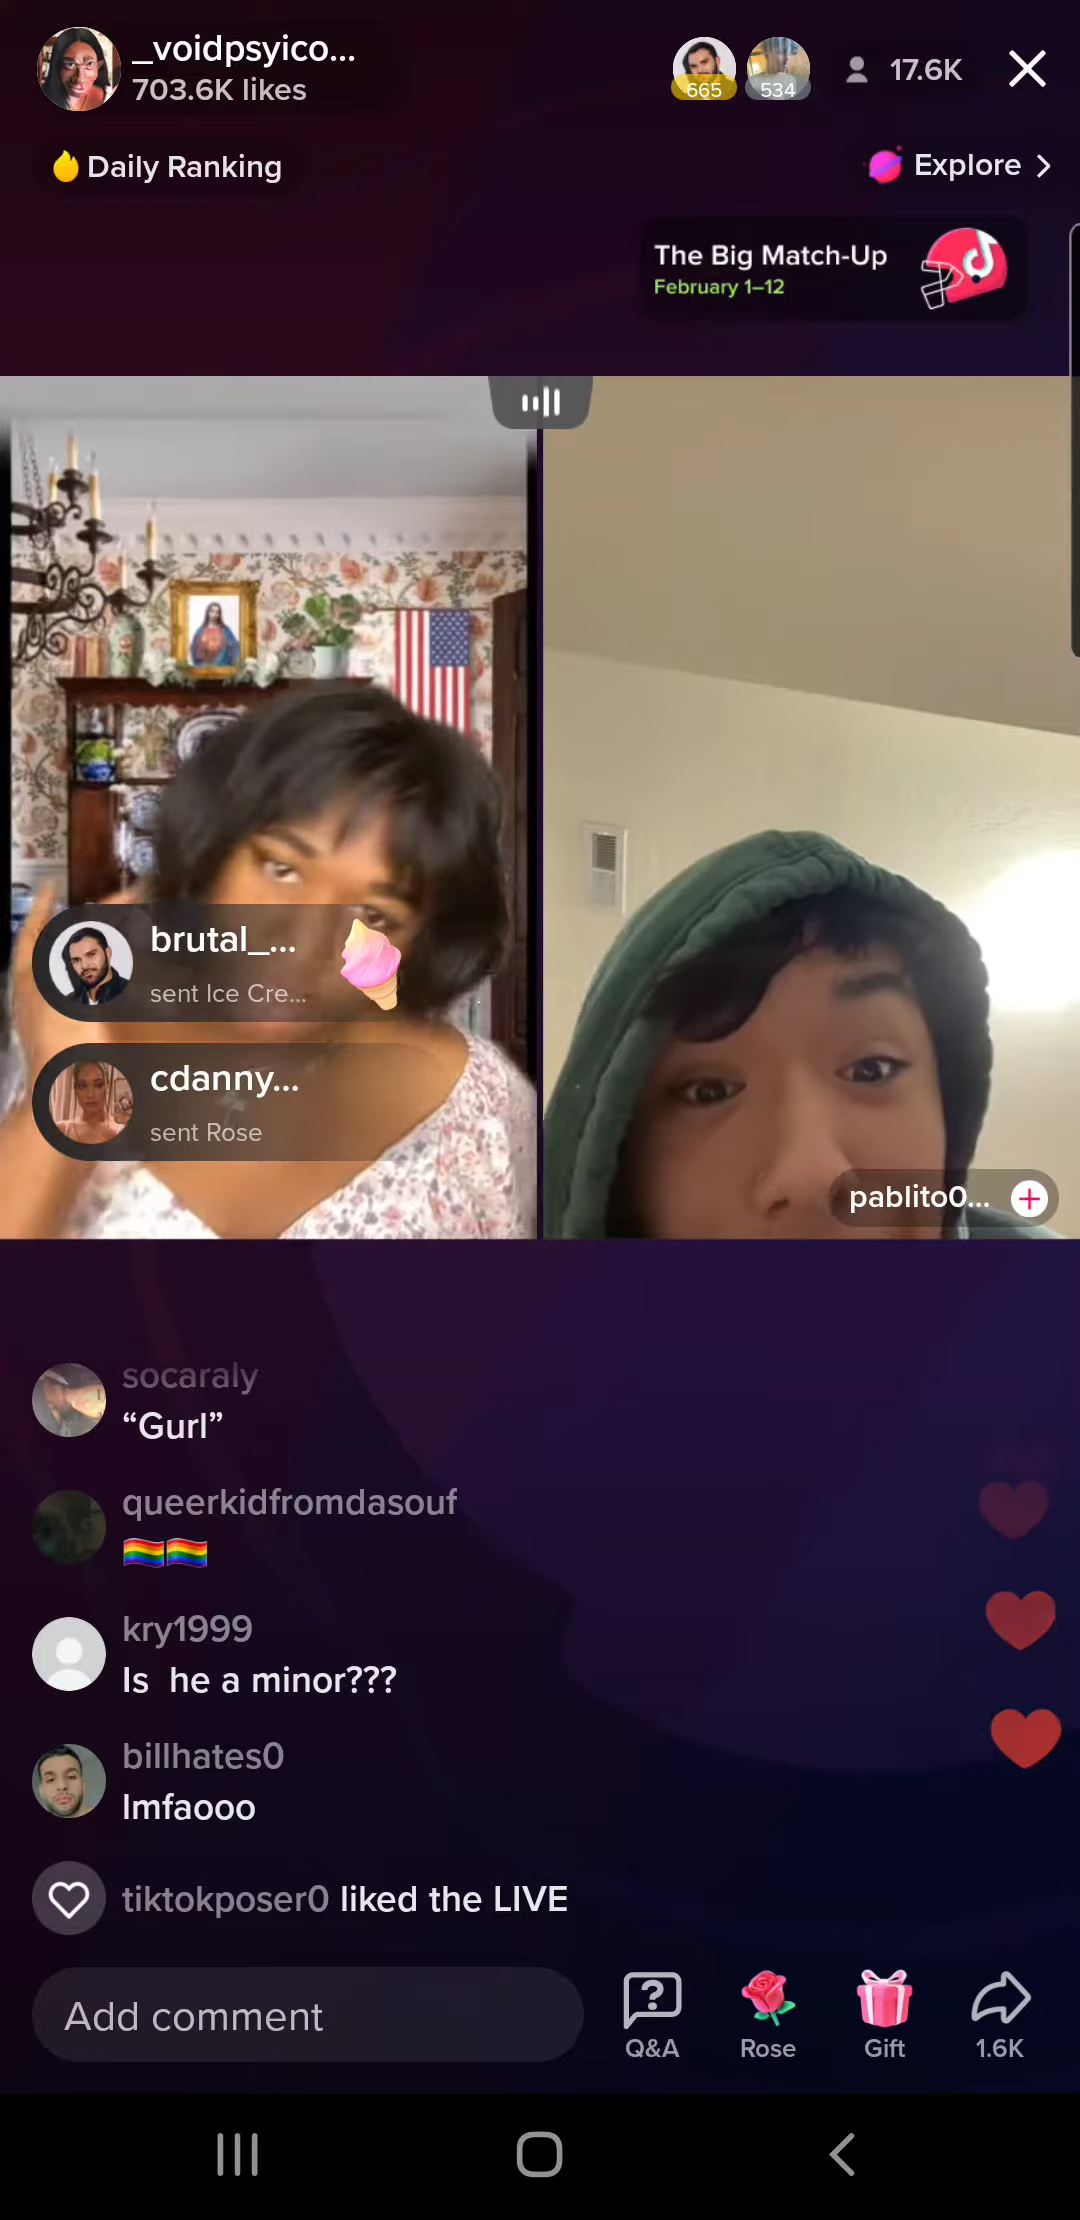 _voidpsyico...
703.6K likes
665
534
17.6K
Daily Ranking
Explore
The Big Match-Up
February 1–12
brutal_...
sent Ice Cre...
cdanny...
sent Rose
pablito0...
socaraly
“Gurl”
queerkidfromdasouf
🏳️‍🌈🏳️‍🌈
kry1999
Is  he a minor???
billhates0
lmfaooo
tiktokposer0 liked the LIVE
Add comment
Q&A
Rose
Gift
1.6K